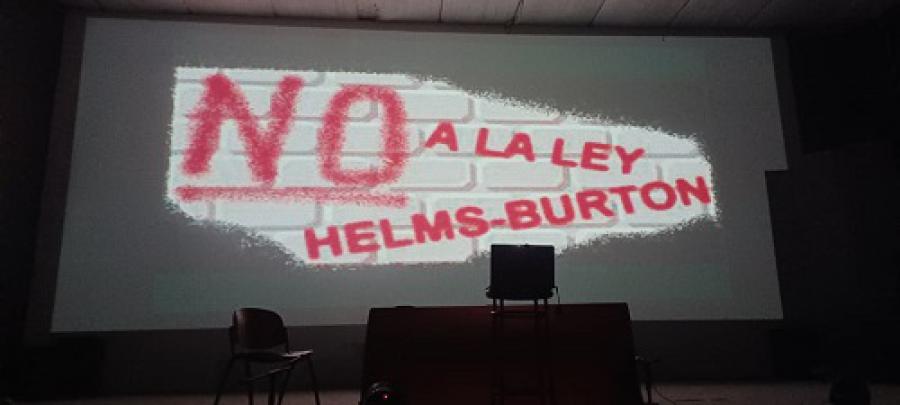 NO A LA LEY
HELMS-BURTON